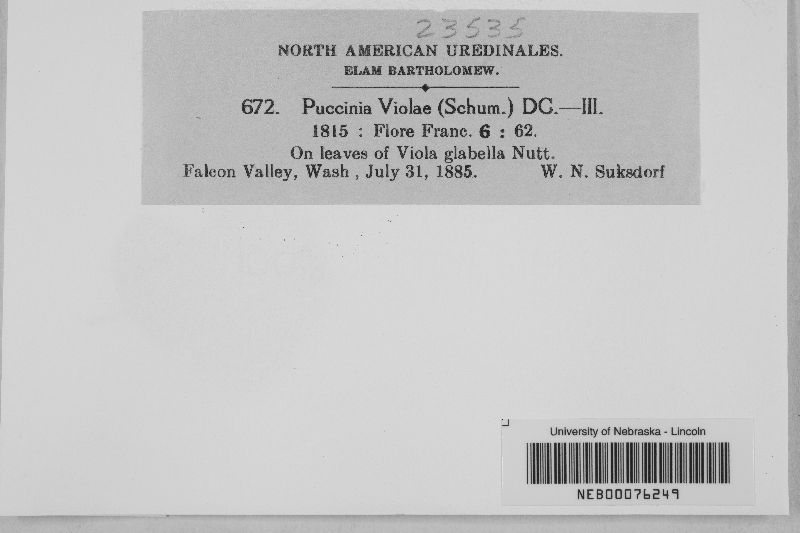 23535
NORTH AMERICAN UREDINALES.
ELAM BARTHOLOMEW.
672. Puccinia Violae (Schum.) DC.—III.
1815 : Flore Franc. 6 : 62.
On leaves of Viola glabella Nutt.
Falcon Valley, Wash , July 31, 1885. W. N. Suksdorf
University of Nebraska - Lincoln
NEB00076249